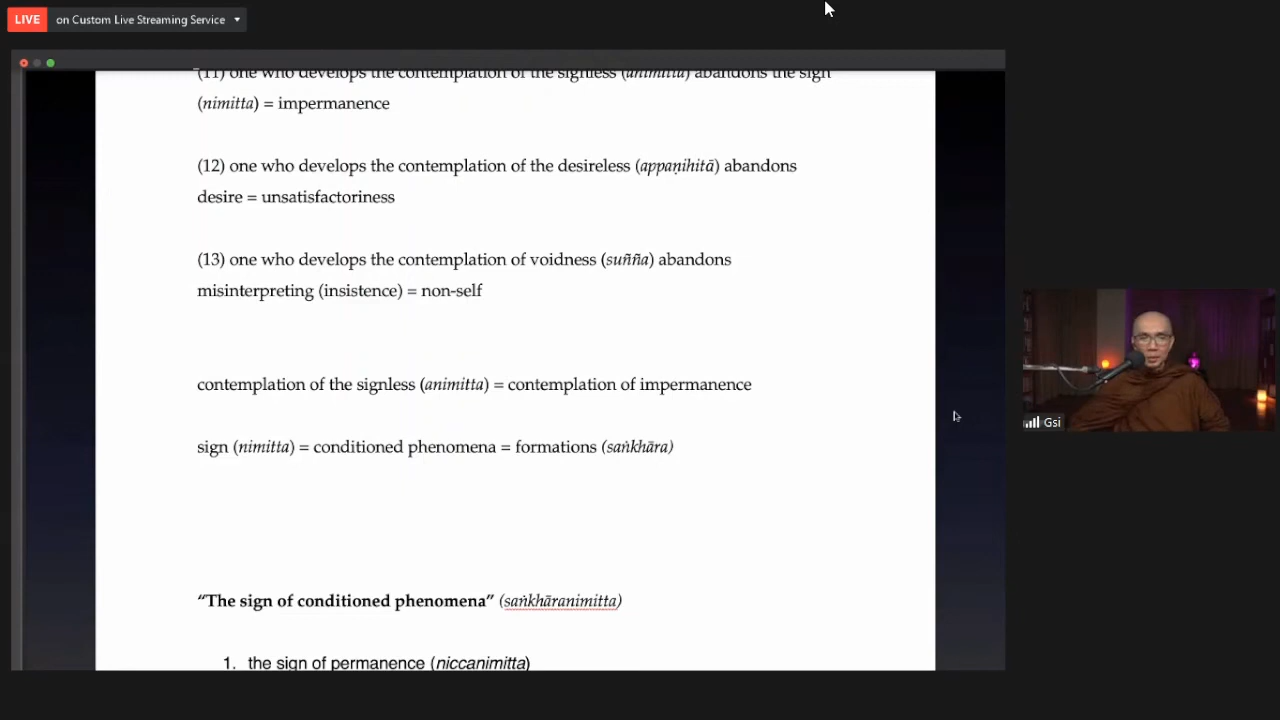 LIVE on Custom Live Streaming Service
(11) one who develops the contemplation of the signless (animitta) abandons the sign
(nimitta) = impermanence
(12) one who develops the contemplation of the desireless (appaṇihitā) abandons
desire = unsatisfactoriness
(13) one who develops the contemplation of voidness (suñña) abandons
misinterpreting (insistence) = non-self
contemplation of the signless (animitta) = contemplation of impermanence
sign (nimitta) = conditioned phenomena = formations (saṅkhāra)
Gsi
“The sign of conditioned phenomena” (saṅkhāranimitta)
1. the sign of permanence (niccanimitta)